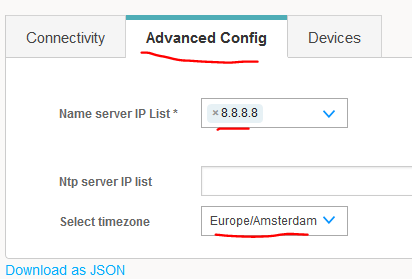 Connectivity Advanced Config Devices
Name server IP List * × 8.8.8.8
Ntp server IP list
Select timezone Europe/Amsterdam
Download as JSON